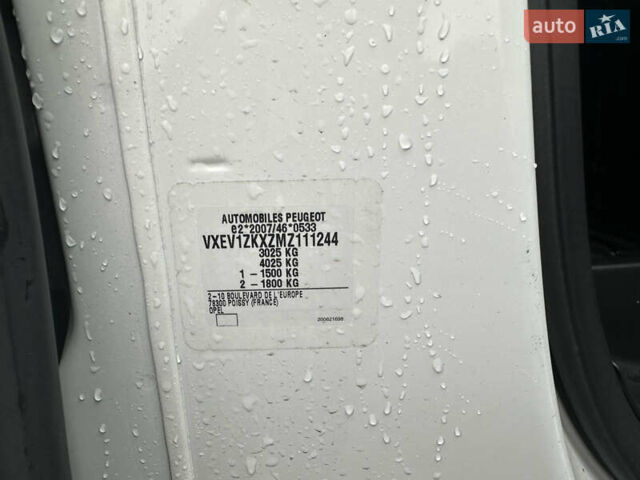 auto RIA .com
AUTOMOBILES PEUGEOT
e2*2007/46*0533
VXEV1ZKXZMZ111244
3025 KG
4025 KG
1 - 1500 KG
2 - 1800 KG
2-10 BOULEVARD DE L'EUROPE
78300 POISSY (FRANCE)
OPEL